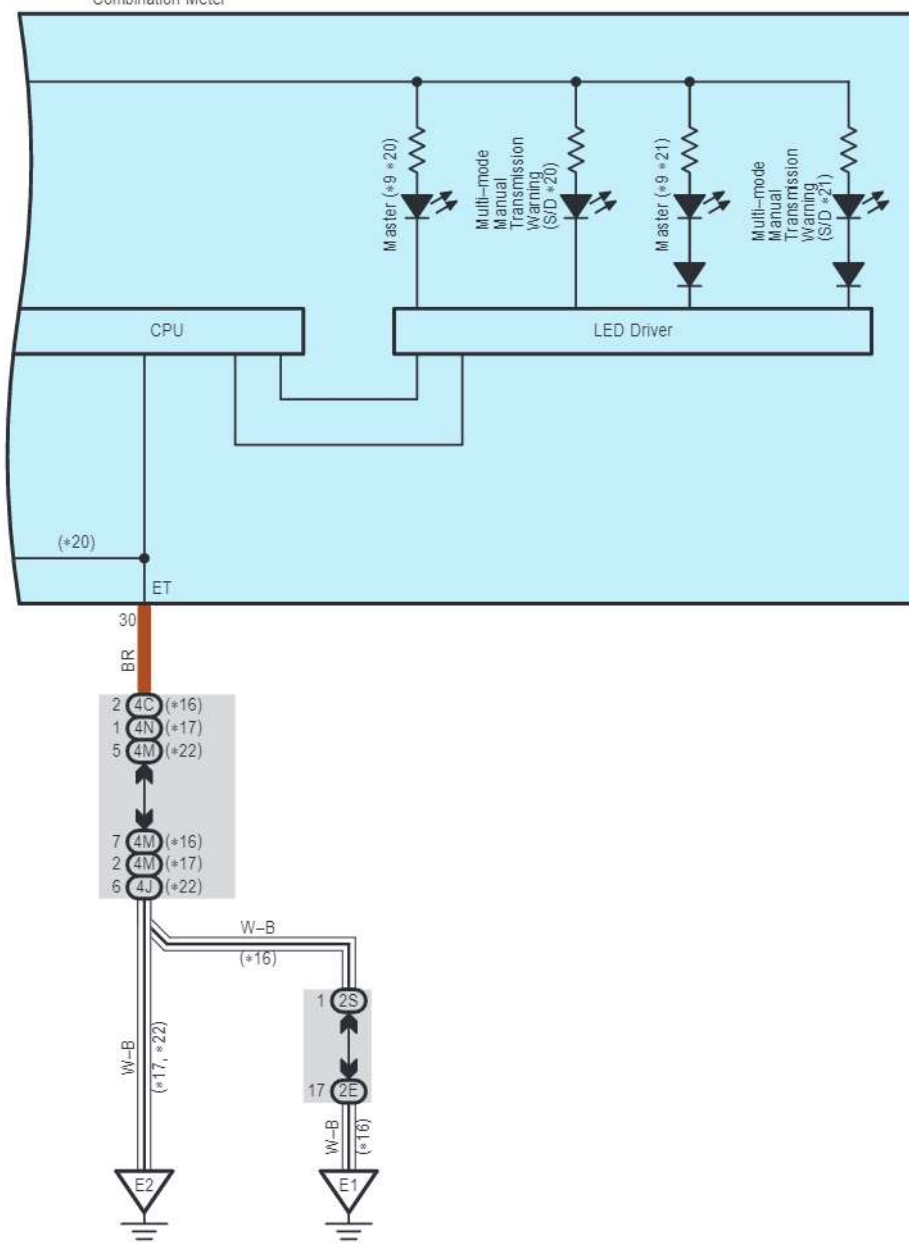 Combination Meter
Master (*9 *20)
Multi-mode
Manual
Transmission
Warning
(S/D *20)
Master (*9 *21)
Multi-mode
Manual
Transmission
Warning
(S/D *21)
CPU
LED Driver
(*20)
ET
30
BR
2 4C (*16)
1 4N (*17)
5 4M (*22)
7 4M (*16)
2 4M (*17)
6 4J (*22)
W-B
(*16)
1 2S
W-B
(*17, *22)
17 2E
W-B
(*16)
E2
E1